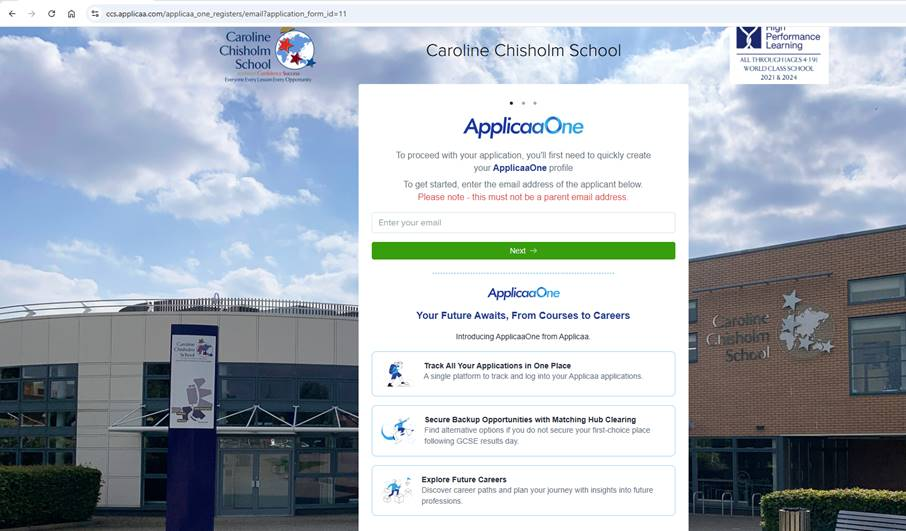 ccs.applicaa.com/applicaa_one_registers/email?application_form_id=11
Caroline
Chisholm
School
Confidence Success
Everyone Every Lesson Every Opportunity
Caroline Chisholm School
High
Performance
Learning
ALL THROUGH (AGES 4-19)
WORLD CLASS SCHOOL
2021 & 2024
ApplicaaOne
To proceed with your application, you'll first need to quickly create
your ApplicaaOne profile
To get started, enter the email address of the applicant below.
Please note - this must not be a parent email address.
Enter your email
Next →
ApplicaaOne
Your Future Awaits, From Courses to Careers
Introducing ApplicaaOne from Applicaa.
Track All Your Applications in One Place
A single platform to track and log into your Applicaa applications.
Secure Backup Opportunities with Matching Hub Clearing
Find alternative options if you do not secure your first-choice place
following GCSE results day.
Explore Future Careers
Discover career paths and plan your journey with insights into future
professions.
Caroline
Chisholm
School
Caroline
Chisholm
School